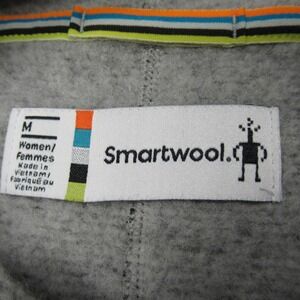 M
Women/
Femmes
Made in
Vietnam/
Fabriqué au
Vietnam
Smartwool.